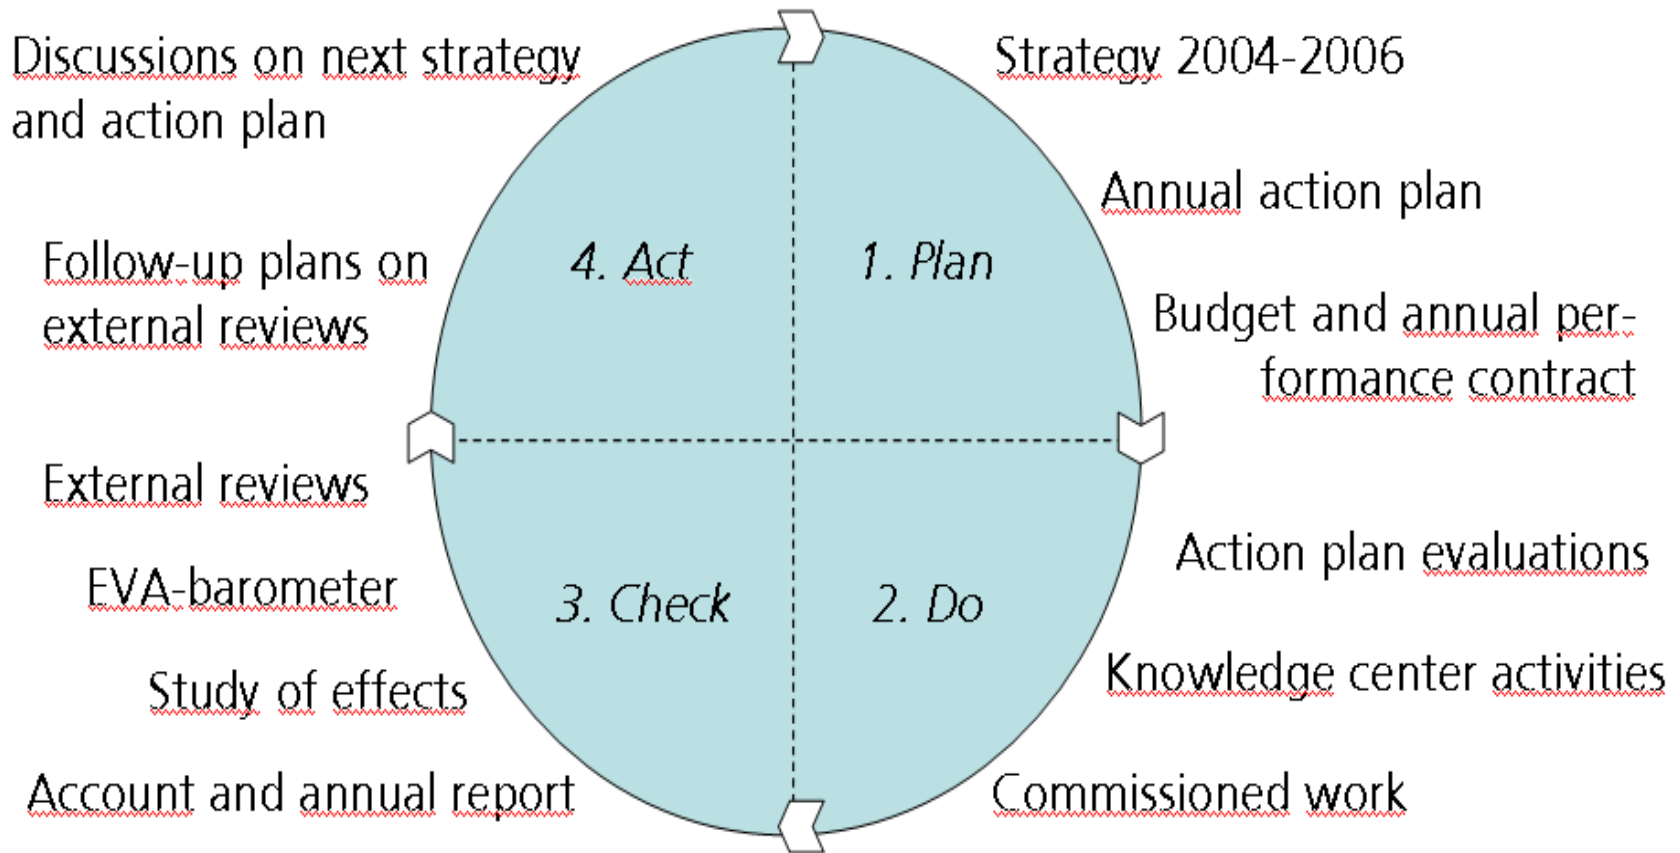 Discussions on next strategy
and action plan
Strategy 2004-2006
Annual action plan
Follow-up plans on
external reviews
4. Act
1. Plan
Budget and annual per-
formance contract
External reviews
Action plan evaluations
EVA-barometer
3. Check
2. Do
Study of effects
Knowledge center activities
Account and annual report
Commissioned work